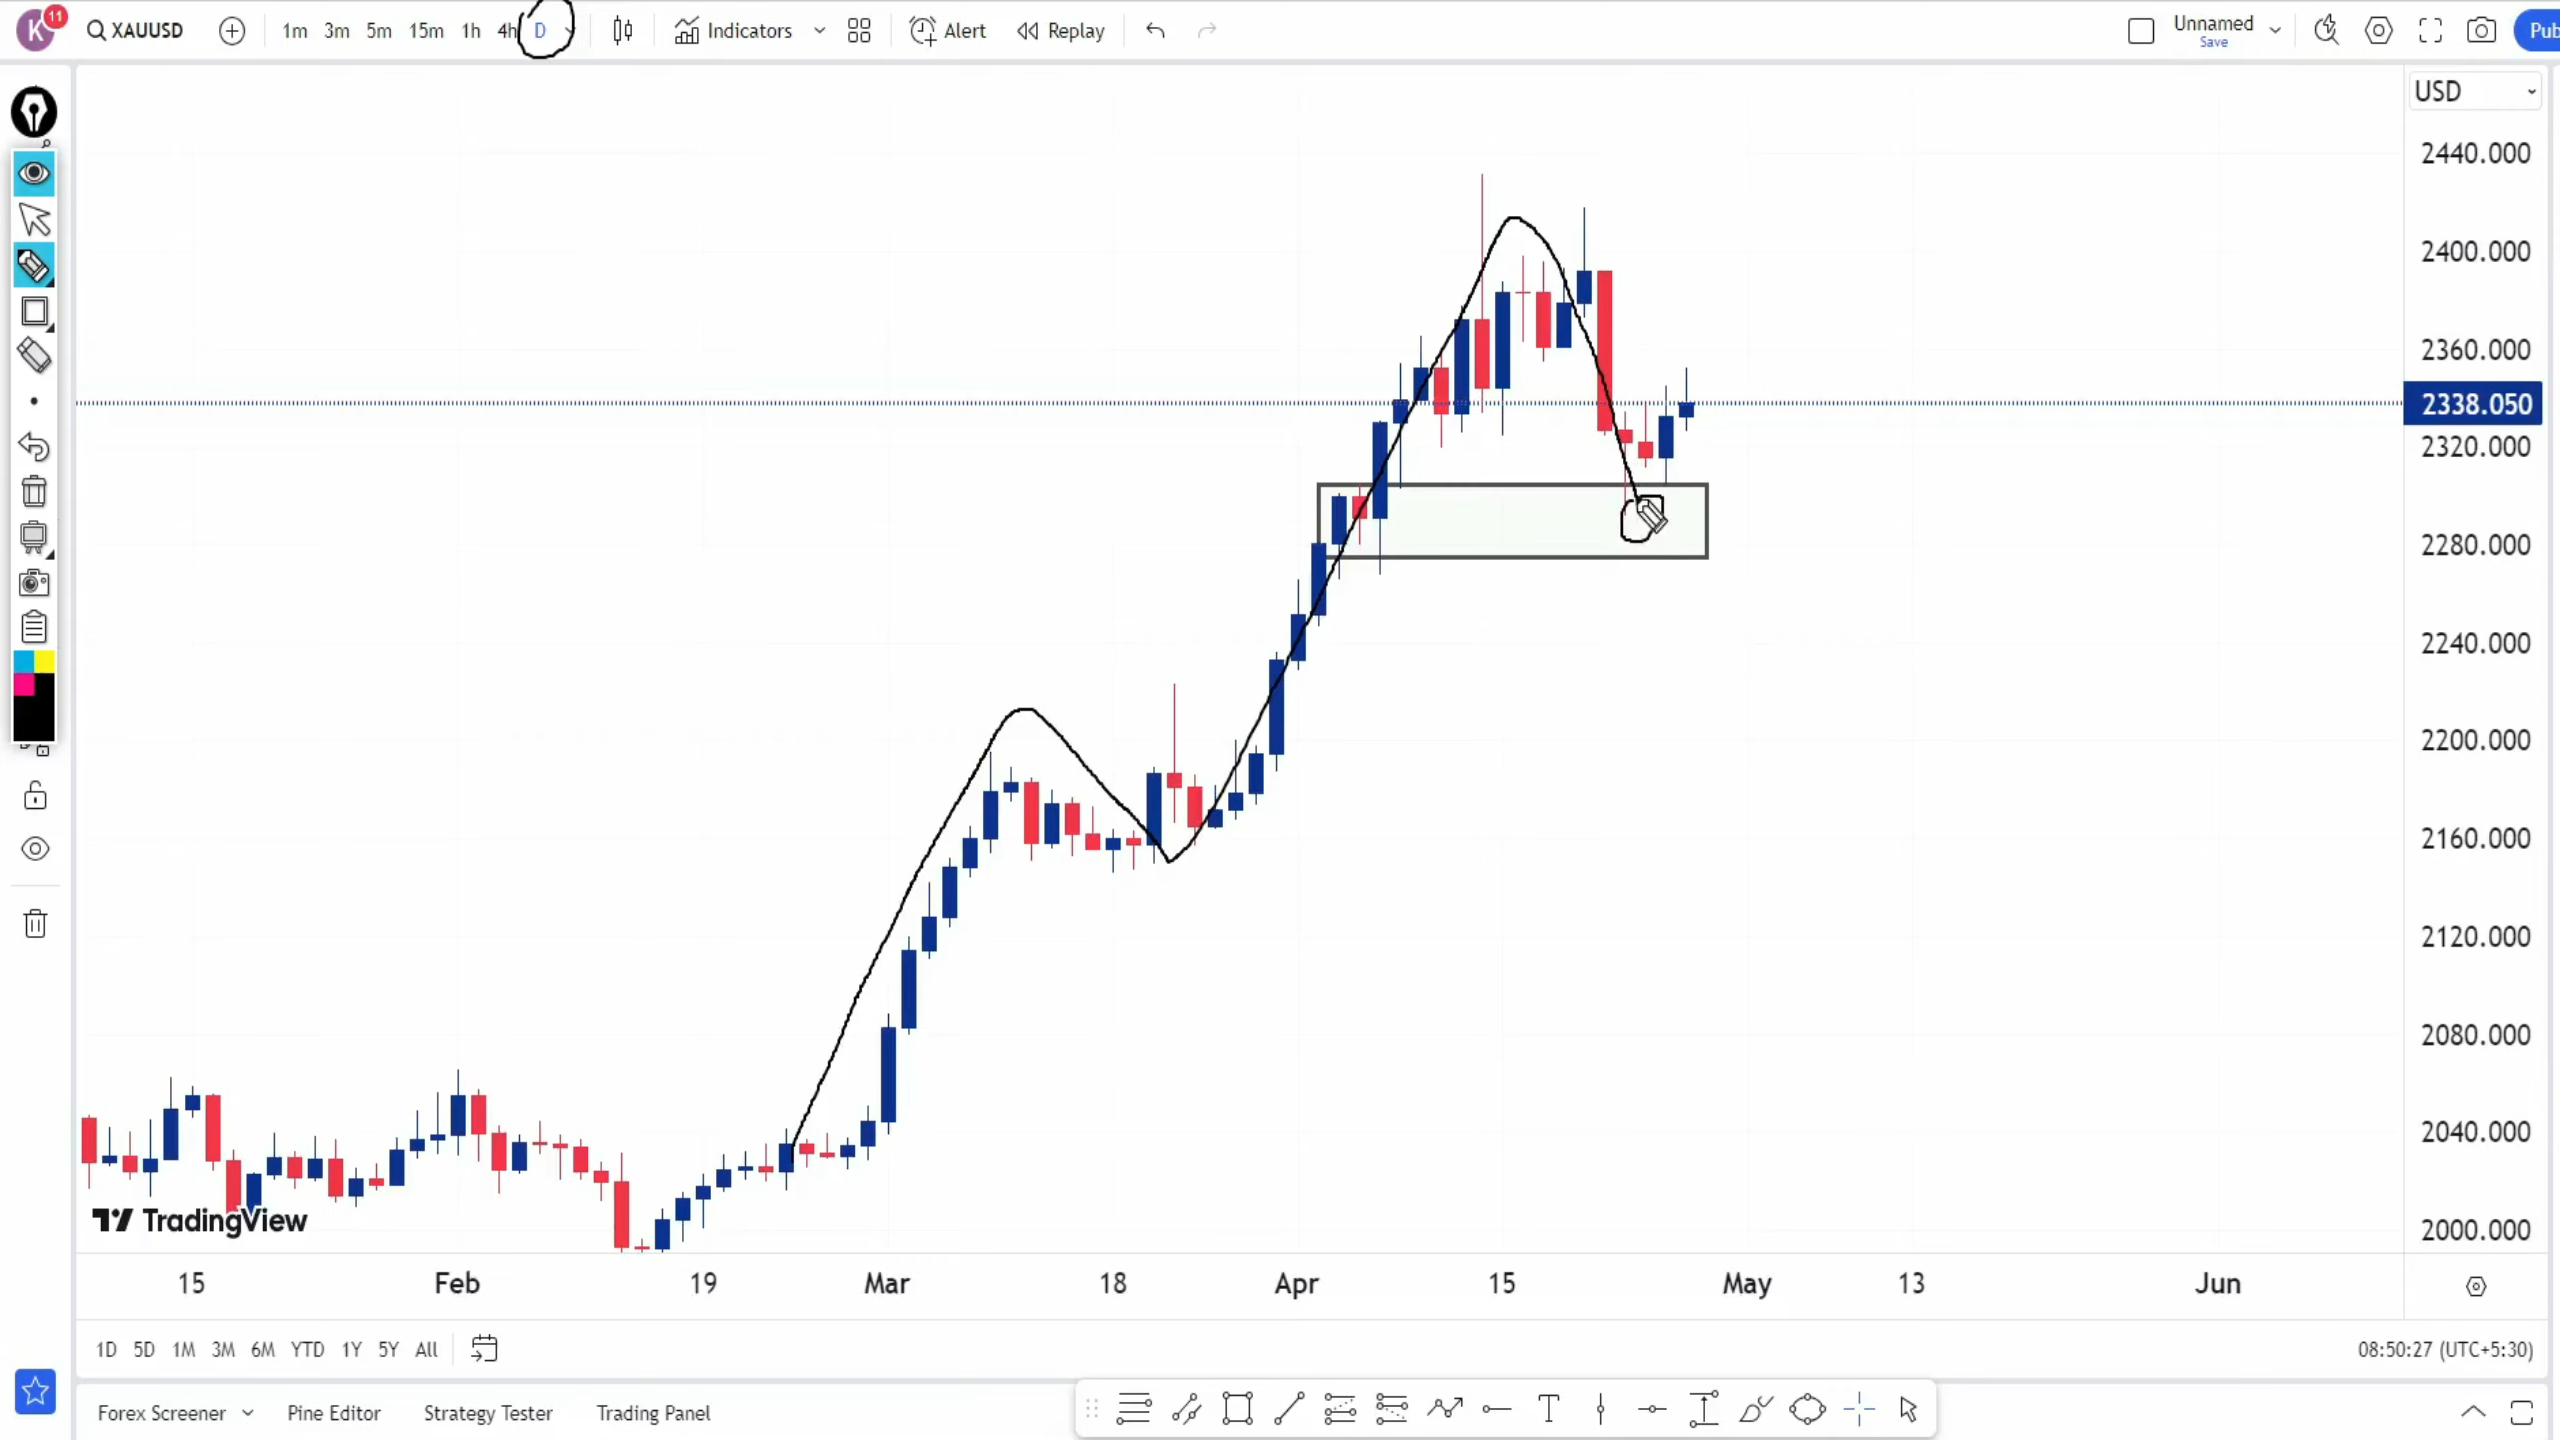 K 11 XAUUSD 1m 3m 5m 15m 1h 4h D Indicators Alert Replay Unnamed Pub
Save
USD
2440.000
2400.000
2360.000
2338.050
2320.000
2280.000
2240.000
2200.000
2160.000
2120.000
2080.000
2040.000
2000.000
TradingView
15 Feb 19 Mar 18 Apr 15 May 13 Jun
1D 5D 1M 3M 6M YTD 1Y 5Y All 08:50:27 (UTC+5:30)
Forex Screener Pine Editor Strategy Tester Trading Panel